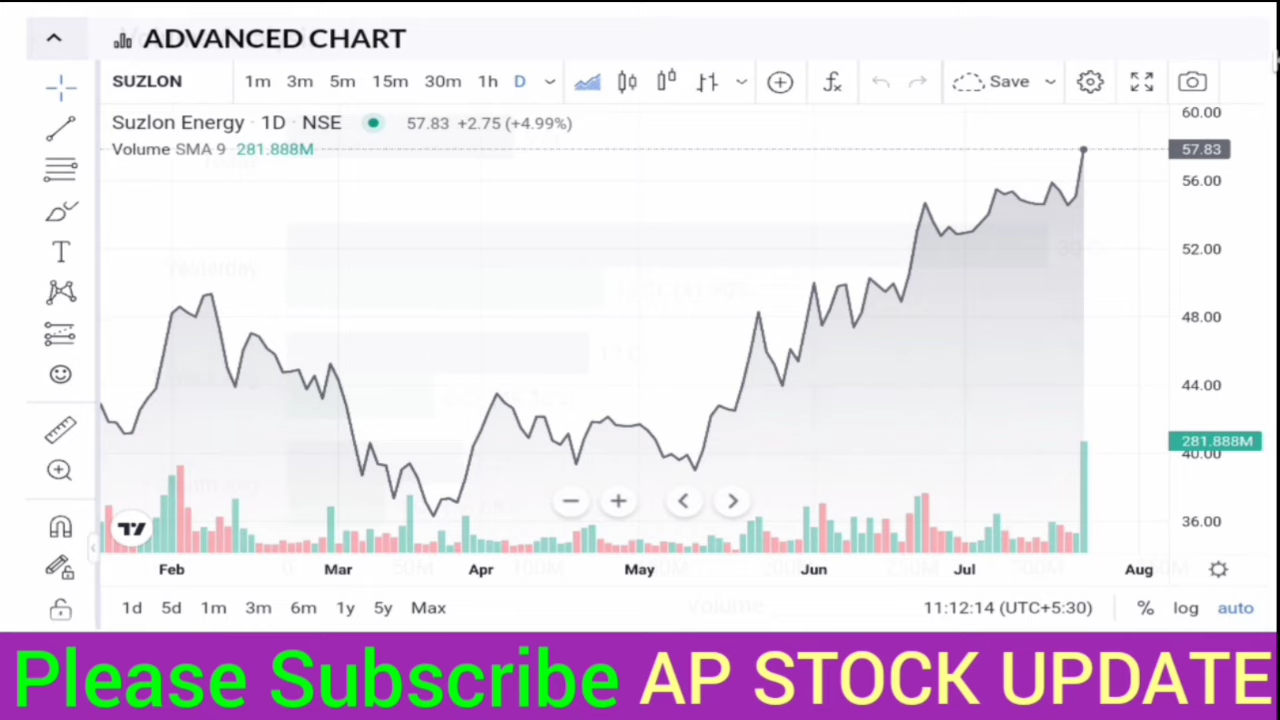 ADVANCED CHART
SUZLON 1m 3m 5m 15m 30m 1h D Save
Suzlon Energy · 1D · NSE 57.83 +2.75 (+4.99%)
Volume SMA 9 281.888M
60.00
57.83
56.00
52.00
48.00
44.00
281.888M
40.00
36.00
Feb Mar Apr May Jun Jul Aug
1d 5d 1m 3m 6m 1y 5y Max 11:12:14 (UTC+5:30) % log auto
Please Subscribe AP STOCK UPDATE